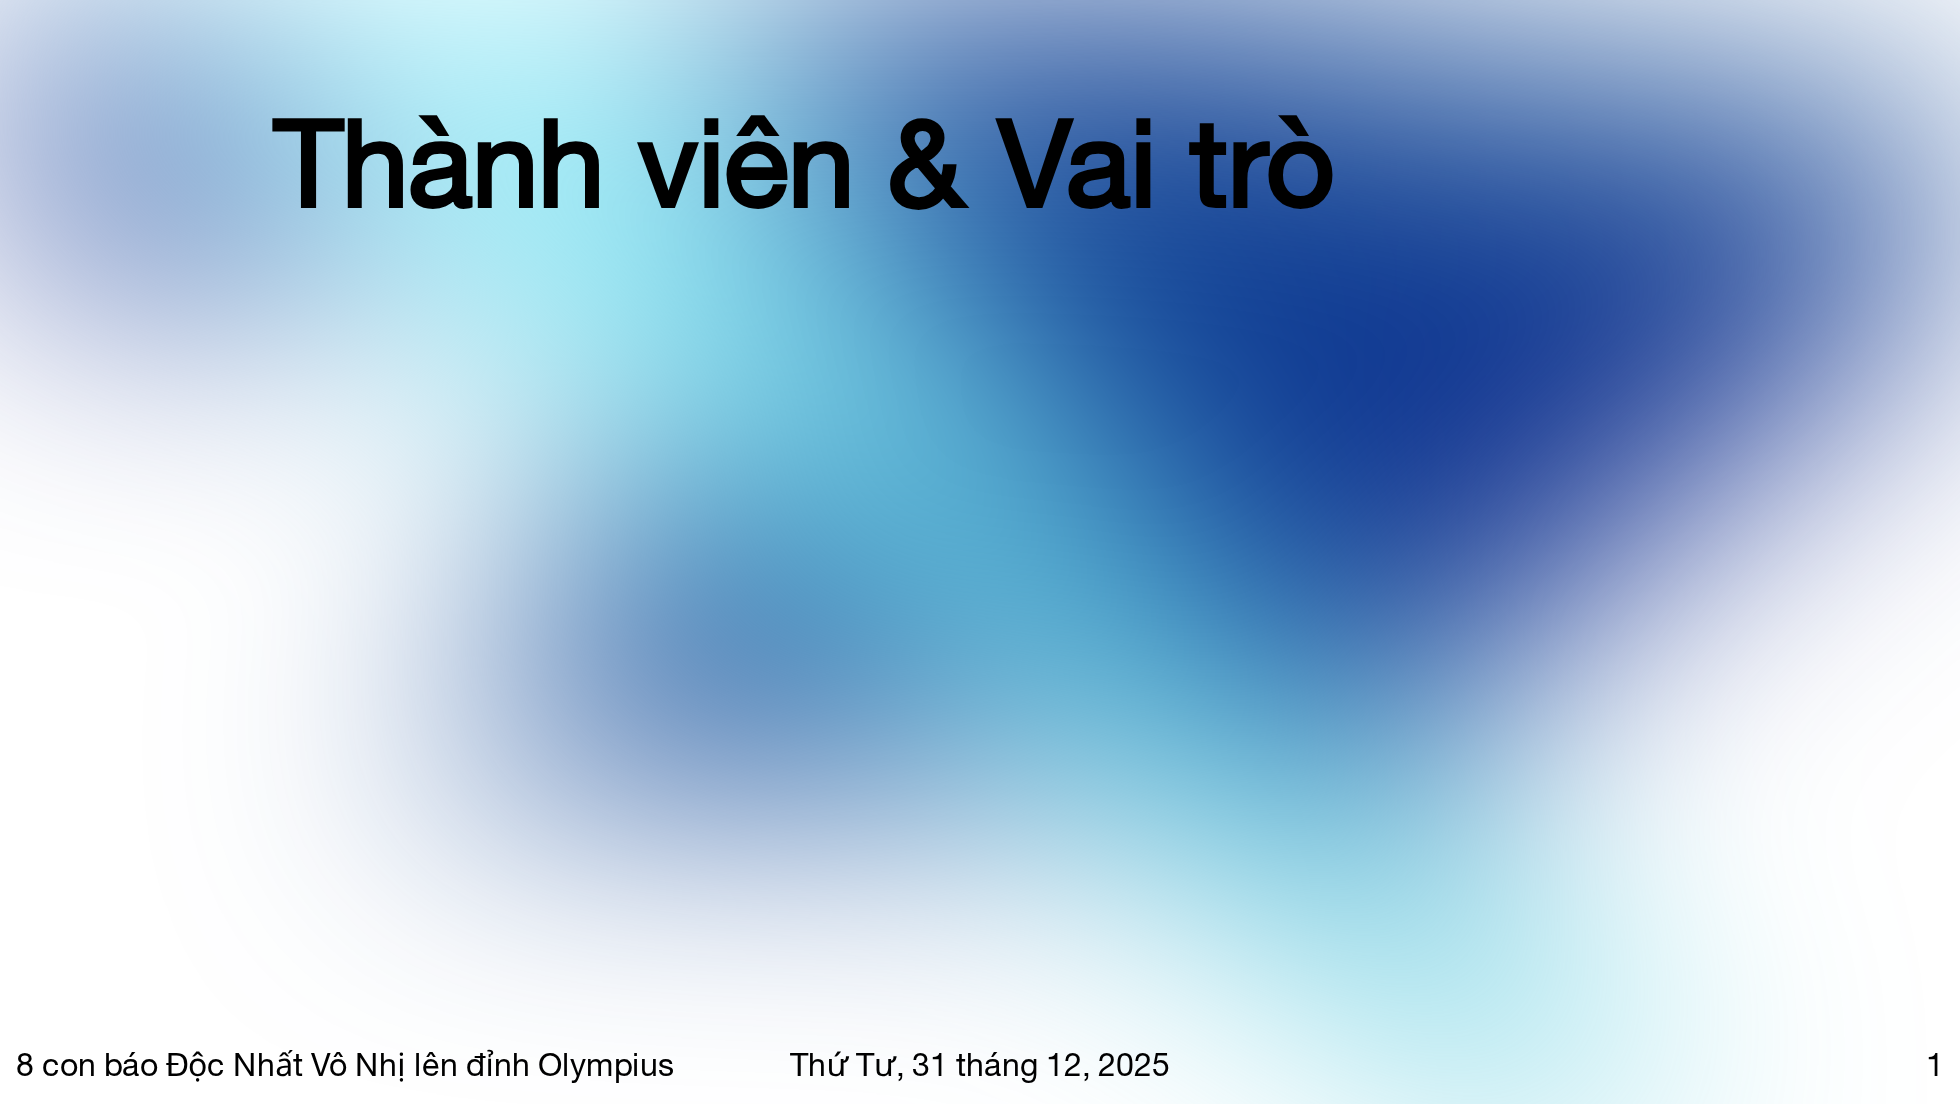 Thành viên & Vai trò
8 con báo Độc Nhất Vô Nhị lên đỉnh Olympius
Thứ Tư, 31 tháng 12, 2025
1